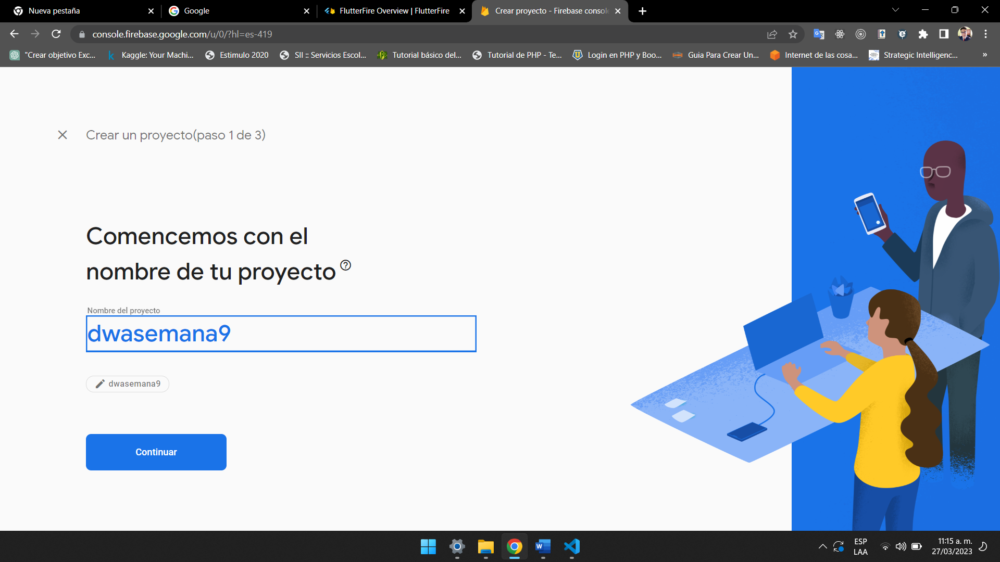 Nueva pestaña
Google
FlutterFire Overview | FlutterFire
Crear proyecto - Firebase console
console.firebase.google.com/u/0/?hl=es-419
"Crear objetivo Exc...
Kaggle: Your Machi...
Estimulo 2020
SII :: Servicios Escol...
Tutorial básico del...
Tutorial de PHP - Te...
Login en PHP y Boo...
Guia Para Crear Un...
Internet de las cosa...
Strategic Intelligenc...
»
Crear un proyecto(paso 1 de 3)
Comencemos con el
nombre de tu proyecto
Nombre del proyecto
dwasemana9
dwasemana9
Continuar
ESP
LAA
11:15 a. m.
27/03/2023